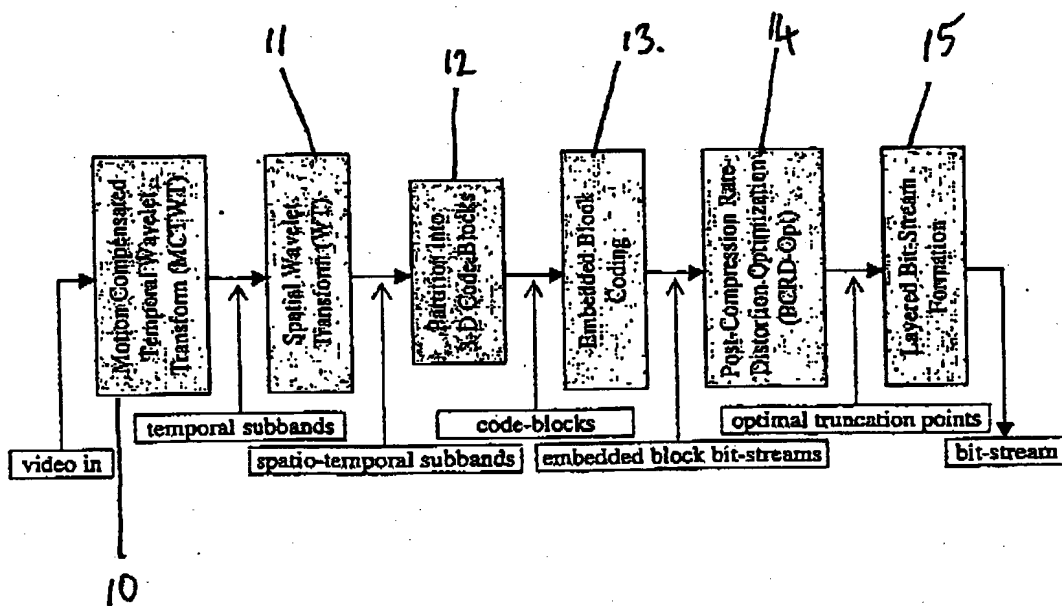 11
12
13.
14
15
Motion Compensated
Temporal Wavelet
Transform (MCTWT)
Spatial Wavelet
Transform (WT)
Partition Into
3-D Code-Blocks
Embedded Block
Coding
Post-Compression Rate-
Distortion Optimization
(PCRD-Opt)
Layered Bit-Stream
Formation
temporal subbands
code-blocks
optimal truncation points
video in
spatio-temporal subbands
embedded block bit-streams
bit-stream
10